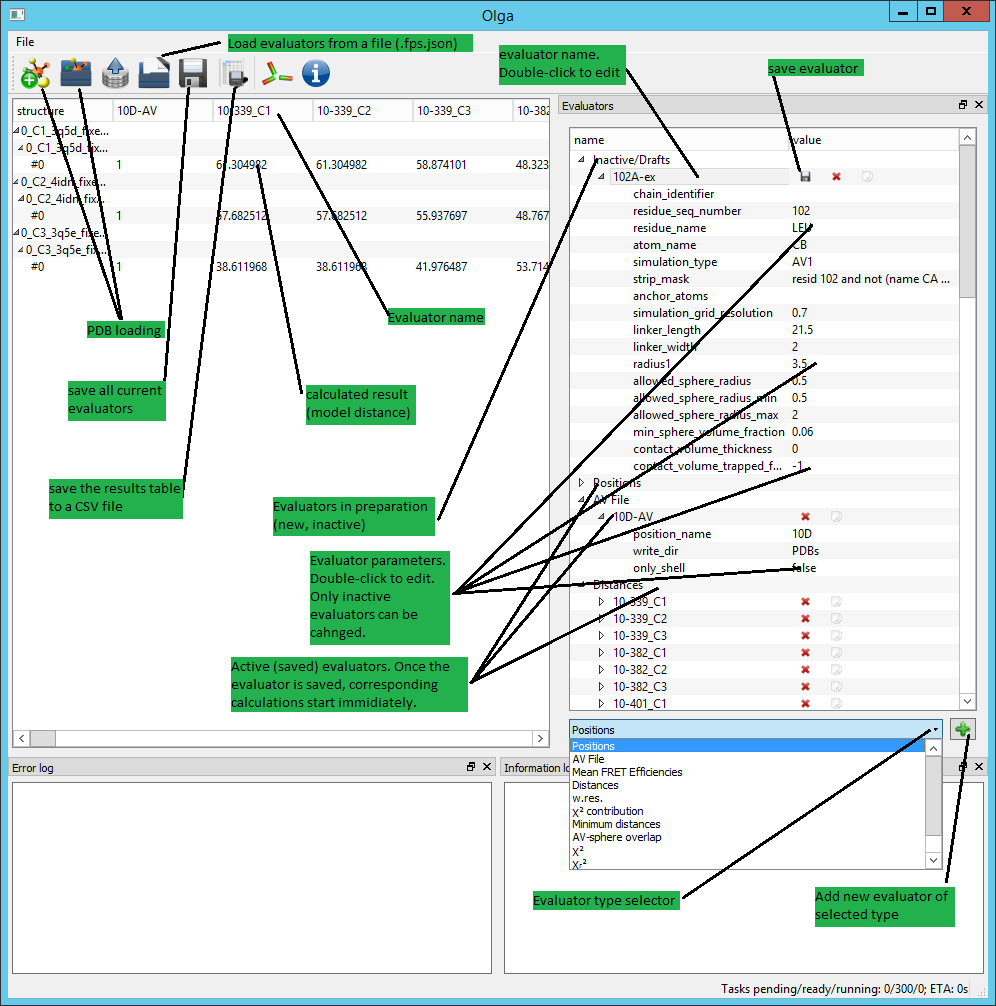 Olga
File
Load evaluators from a file (.fps.json)
evaluator name.
Double-click to edit
save evaluator
structure 10D-AV 10-339_C1 10-339_C2 10-339_C3 10-382
0_C1_3q5d_fixe...
0_C1_3q5d_fix...
#0 1 61.304982 61.304982 58.874101 48.323
0_C2_4idn_fixe...
0_C2_4idn_fix...
#0 1 57.682512 57.682512 55.937697 48.767
0_C3_3q5e_fixe...
0_C3_3q5e_fix...
#0 1 38.611968 38.611968 41.976487 53.714
PDB loading
Evaluator name
save all current
evaluators
calculated result
(model distance)
save the results table
to a CSV file
Evaluators in preparation
(new, inactive)
Evaluator parameters.
Double-click to edit.
Only inactive
evaluators can be
cahnged.
Active (saved) evaluators. Once the
evaluator is saved, corresponding
calculations start immidiately.
Evaluators
name value
Inactive/Drafts
102A-ex
chain_identifier
residue_seq_number 102
residue_name LEU
atom_name CB
simulation_type AV1
strip_mask resid 102 and not (name CA ...
anchor_atoms
simulation_grid_resolution 0.7
linker_length 21.5
linker_width 2
radius1 3.5
allowed_sphere_radius 0.5
allowed_sphere_radius_min 0.5
allowed_sphere_radius_max 2
min_sphere_volume_fraction 0.06
contact_volume_thickness 0
contact_volume_trapped_f... -1
Positions
AV File
10D-AV
position_name 10D
write_dir PDBs
only_shell false
Distances
10-339_C1
10-339_C2
10-339_C3
10-382_C1
10-382_C2
10-382_C3
10-401_C1
Positions
Positions
AV File
Mean FRET Efficiencies
Distances
w.res.
χ² contribution
Minimum distances
AV-sphere overlap
χ²
χr²
Error log
Information lo
Evaluator type selector
Add new evaluator of
selected type
Tasks pending/ready/running: 0/300/0; ETA: 0s